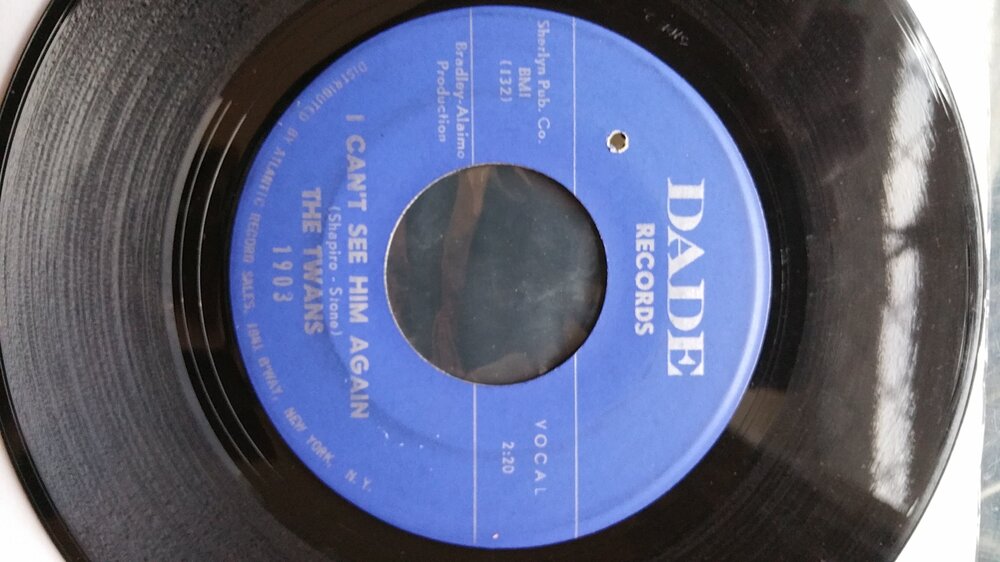 DADE
RECORDS
Sherlyn Pub. Co.
BMI
(132)
VOCAL
2:20
Bradley-Alaimo
Production
I CAN'T SEE HIM AGAIN
(Shapiro - Stone)
THE TWANS
1903
DISTRIBUTED BY ATLANTIC RECORD SALES, 1841 B'WAY, NEW YORK, N. Y.